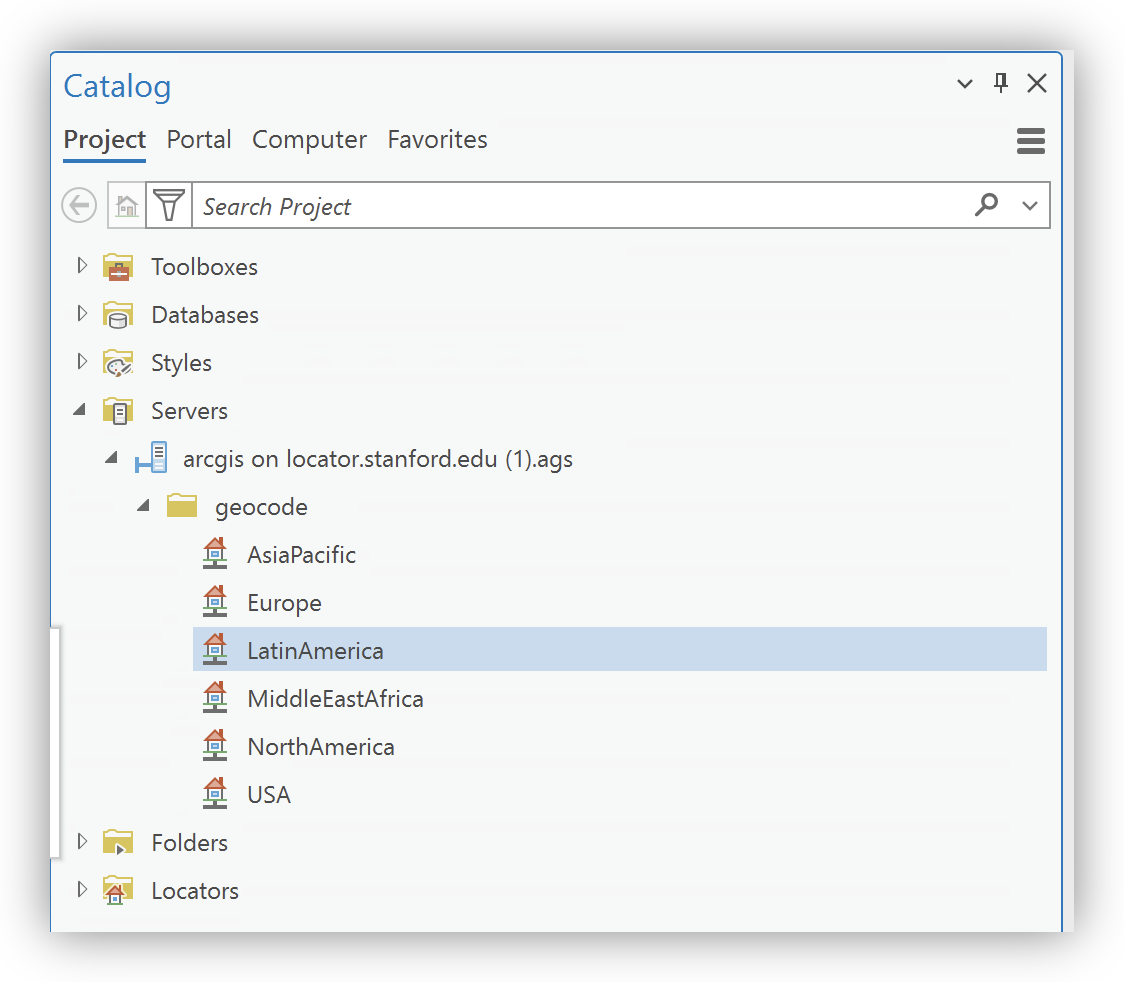 Catalog
Project Portal Computer Favorites
Search Project
Toolboxes
Databases
Styles
Servers
arcgis on locator.stanford.edu (1).ags
geocode
AsiaPacific
Europe
LatinAmerica
MiddleEastAfrica
NorthAmerica
USA
Folders
Locators